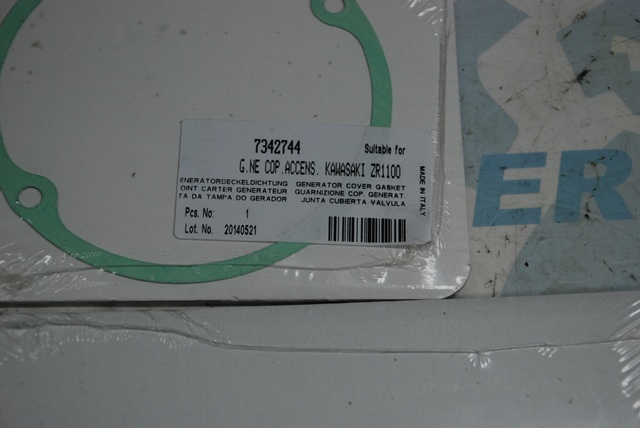 7342744 Suitable for
G.NE COP.ACCENS. KAWASAKI ZR1100
ENERATORDECKELDICHTUNG GENERATOR COVER GASKET
OINT CARTER GENERATEUR GUARNIZIONE COP. GENERAT.
TA DA TAMPA DO GERADOR JUNTA CUBIERTA VALVULA
Pcs. No: 1
Lot. No. 20140521
MADE IN ITALY
ER